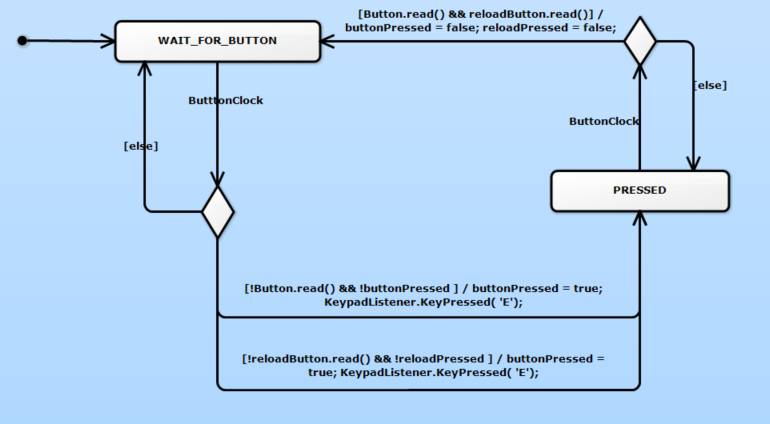 [Button.read() && reloadButton.read()] /
buttonPressed = false; reloadPressed = false;
WAIT_FOR_BUTTON
[else]
ButttonClock
ButtonClock
[else]
PRESSED
[!Button.read() && !buttonPressed ] / buttonPressed = true;
KeypadListener.KeyPressed( 'E');
[!reloadButton.read() && !reloadPressed ] / buttonPressed =
true; KeypadListener.KeyPressed( 'E');